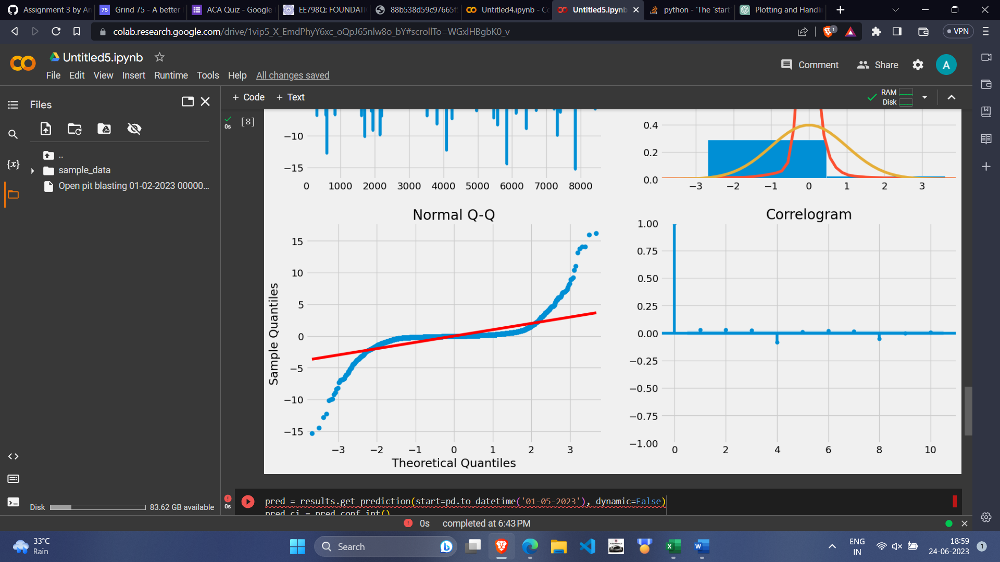 Assignment 3 by An
75 Grind 75 - A better
ACA Quiz - Google
EE798Q: FOUNDATI
88b538d59c97665f
Untitled4.ipynb - Co
Untitled5.ipynb
python - 'The `start`
Plotting and Handli
colab.research.google.com/drive/1vip5_X_EmdPhyY6xc_oQpJ65nlw8o_bY#scrollTo=WGxlHBgbK0_v
1
VPN
Untitled5.ipynb
File Edit View Insert Runtime Tools Help All changes saved
Comment
Share
A
Files
+ Code + Text
RAM
Disk
{x}
..
sample_data
Open pit blasting 01-02-2023 00000...
0s
[8]
−10
−15
0 1000 2000 3000 4000 5000 6000 7000 8000
0.4
0.2
0.0
−3 −2 −1 0 1 2 3
Normal Q-Q
15
10
5
0
−5
−10
−15
Sample Quantiles
−3 −2 −1 0 1 2 3
Theoretical Quantiles
Correlogram
1.00
0.75
0.50
0.25
0.00
−0.25
−0.50
−0.75
−1.00
0 2 4 6 8 10
0s
pred = results.get_prediction(start=pd.to_datetime('01-05-2023'), dynamic=False)
pred_ci = pred.conf_int()
Disk 83.62 GB available
0s completed at 6:43 PM
33°C
Rain
Search
ENG
IN
18:59
24-06-2023
1